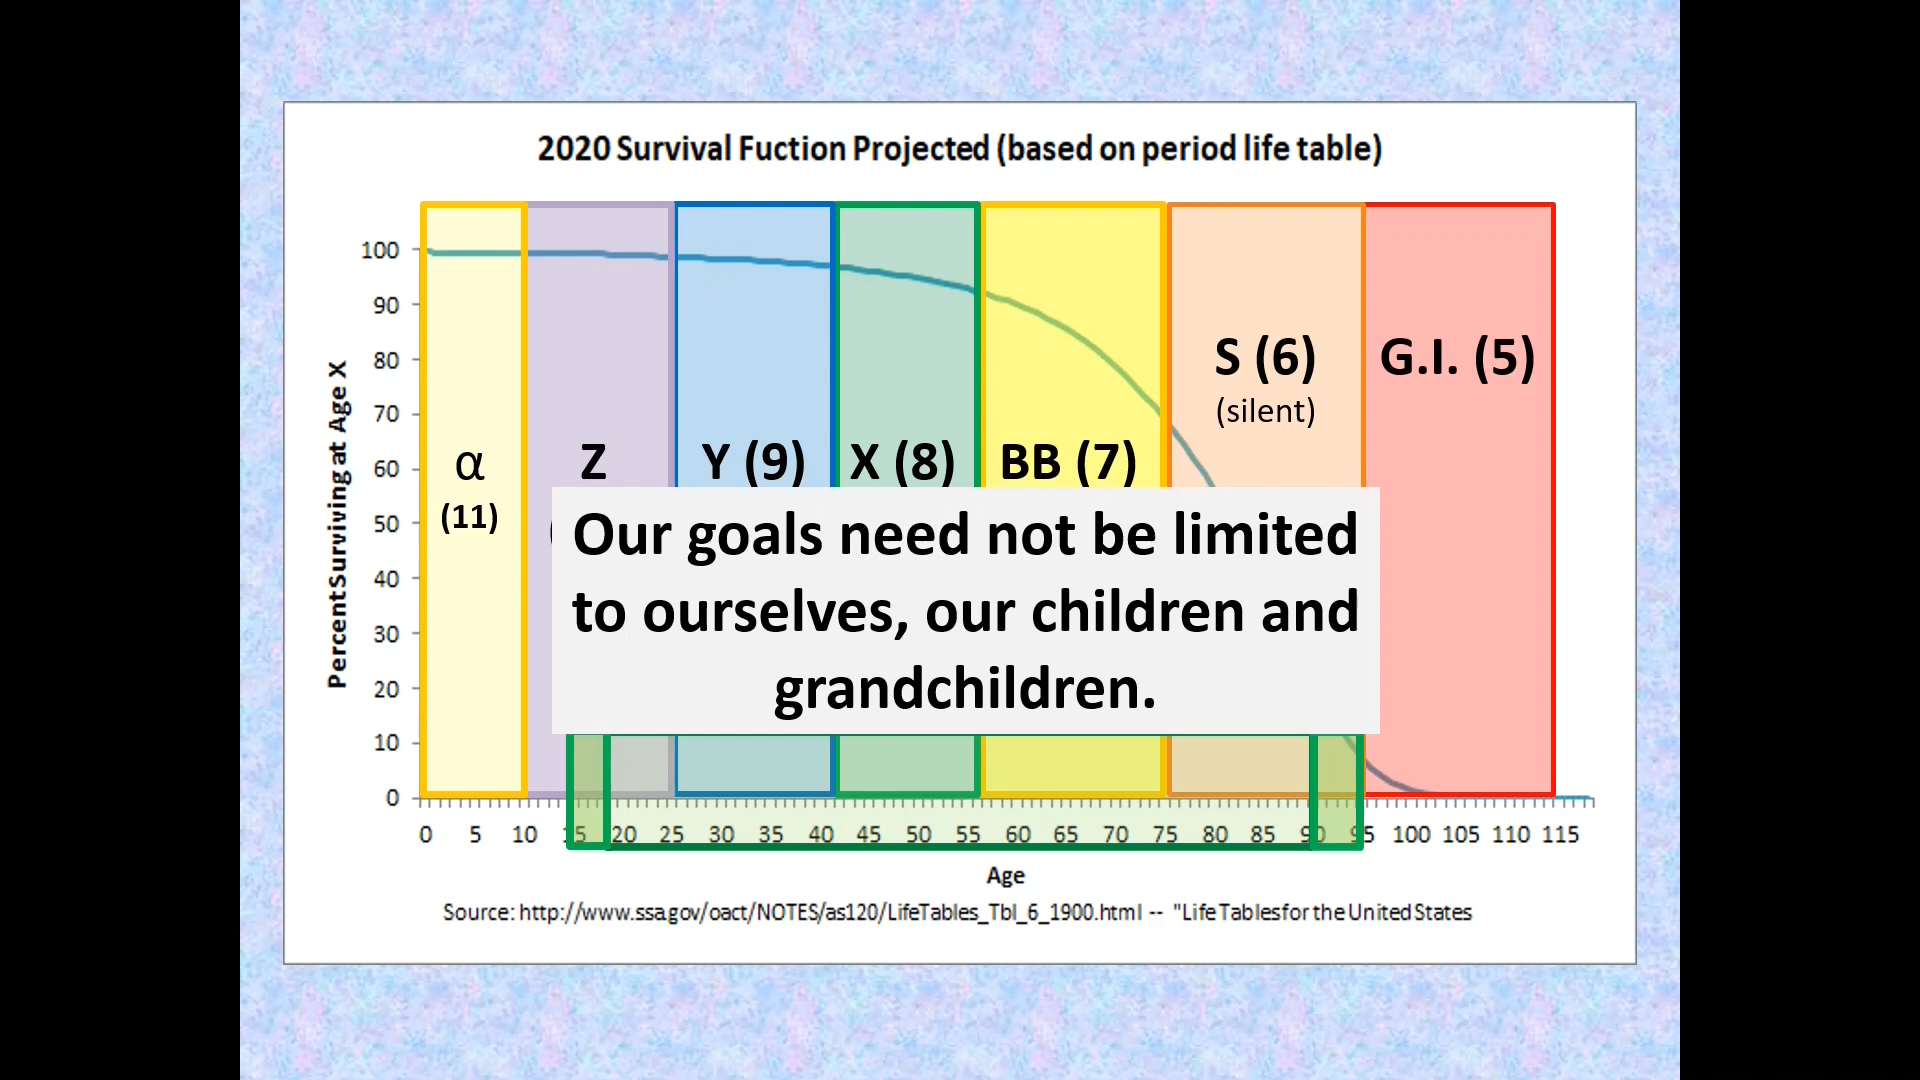 2020 Survival Fuction Projected (based on period life table)
100
90
80
70
60
50
40
30
20
10
0
Percent Surviving at Age X
α
(11)
Z
Y (9)
X (8)
BB (7)
S (6)
(silent)
G.I. (5)
Our goals need not be limited
to ourselves, our children and
grandchildren.
0 5 10 15 20 25 30 35 40 45 50 55 60 65 70 75 80 85 90 95 100 105 110 115
Age
Source: http://www.ssa.gov/oact/NOTES/as120/LifeTables_Tbl_6_1900.html -- "Life Tables for the United States